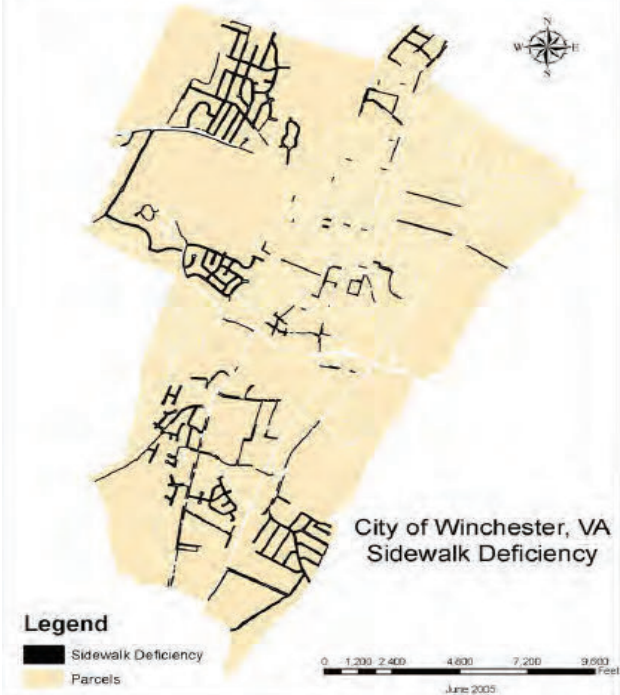 N
W E
S
City of Winchester, VA
Sidewalk Deficiency
Legend
Sidewalk Deficiency
Parcels
0 1,200 2,400 4,800 7,200 9,600
Feet
June 2005